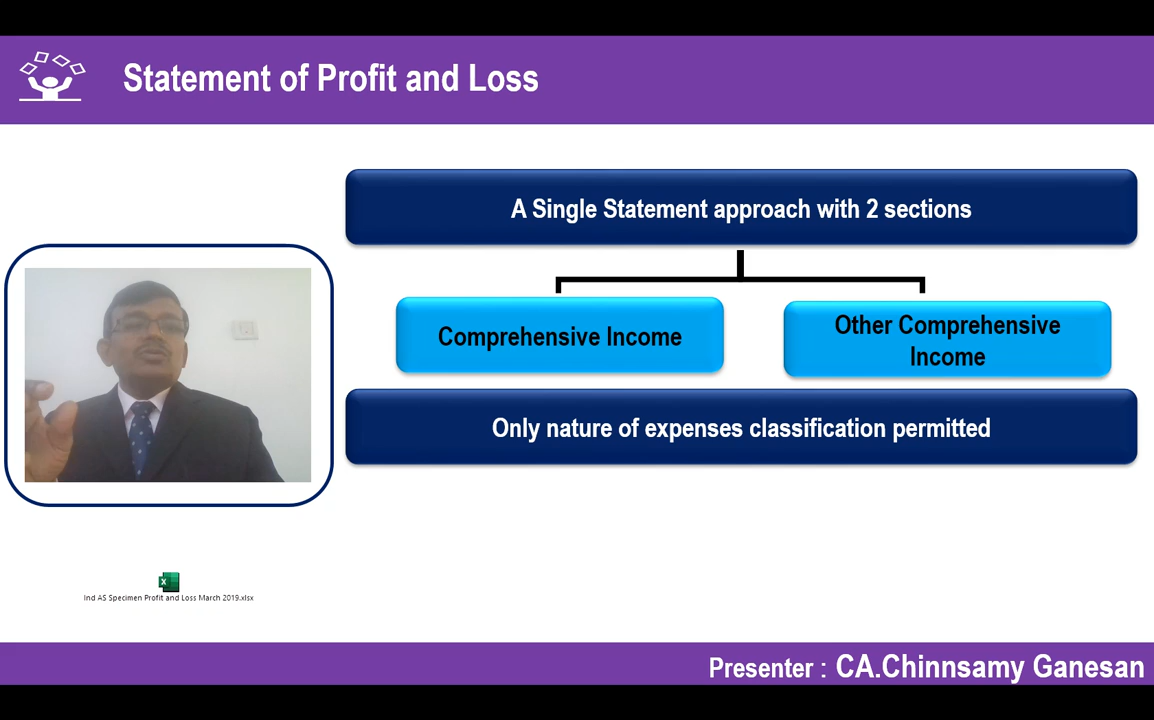 Statement of Profit and Loss
A Single Statement approach with 2 sections
Comprehensive Income
Other Comprehensive
Income
Only nature of expenses classification permitted
Ind AS Specimen Profit and Loss March 2019.xlsx
Presenter : CA.Chinnsamy Ganesan